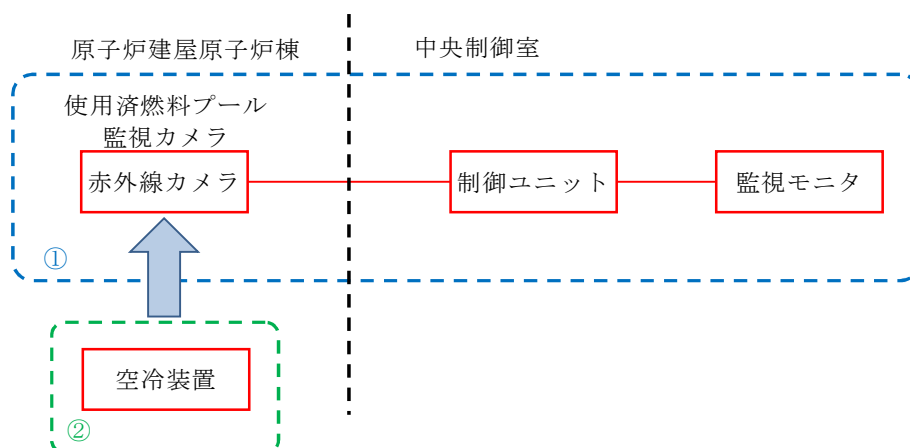 原子炉建屋原子炉棟
中央制御室
使用済燃料プール
監視カメラ
赤外線カメラ
制御ユニット
監視モニタ
①
空冷装置
②